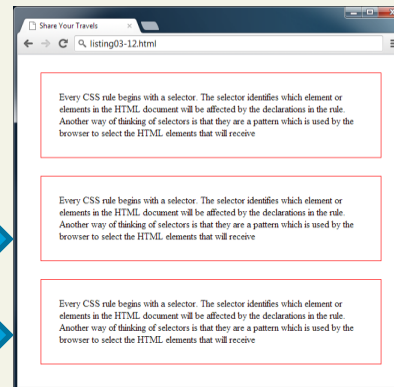 Share Your Travels
listing03-12.html
Every CSS rule begins with a selector. The selector identifies which element or
elements in the HTML document will be affected by the declarations in the rule.
Another way of thinking of selectors is that they are a pattern which is used by the
browser to select the HTML elements that will receive
Every CSS rule begins with a selector. The selector identifies which element or
elements in the HTML document will be affected by the declarations in the rule.
Another way of thinking of selectors is that they are a pattern which is used by the
browser to select the HTML elements that will receive
Every CSS rule begins with a selector. The selector identifies which element or
elements in the HTML document will be affected by the declarations in the rule.
Another way of thinking of selectors is that they are a pattern which is used by the
browser to select the HTML elements that will receive